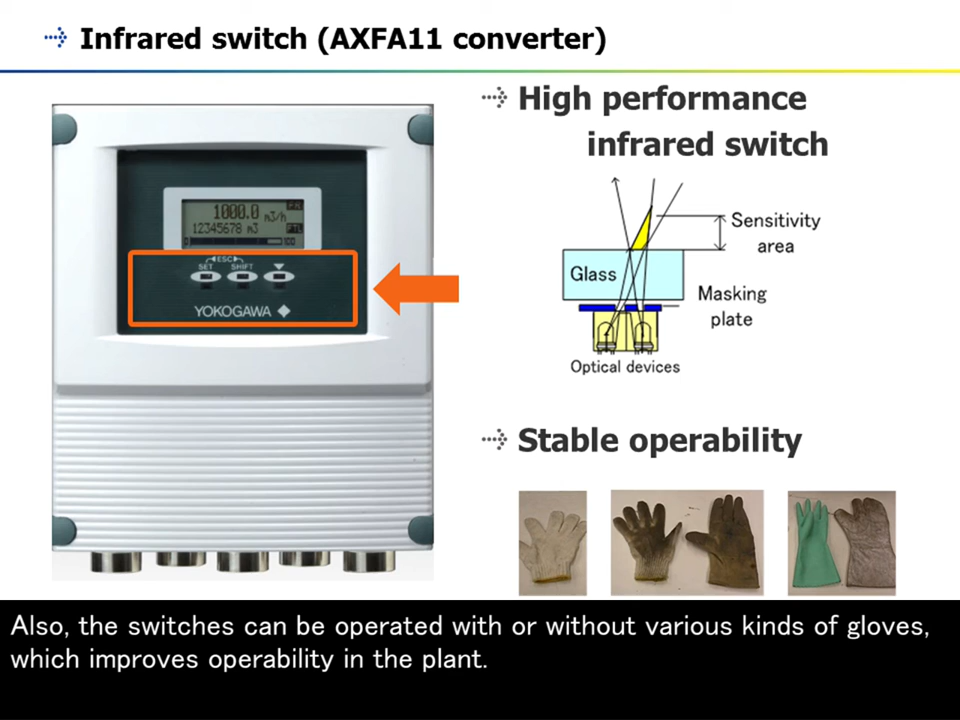 Infrared switch (AXFA11 converter)
High performance
infrared switch
1000.0 m3/h
12345678 m3
0 100
ESC
SET SHIFT
YOKOGAWA
Sensitivity
area
Glass
Masking
plate
Optical devices
Stable operability
Also, the switches can be operated with or without various kinds of gloves,
which improves operability in the plant.